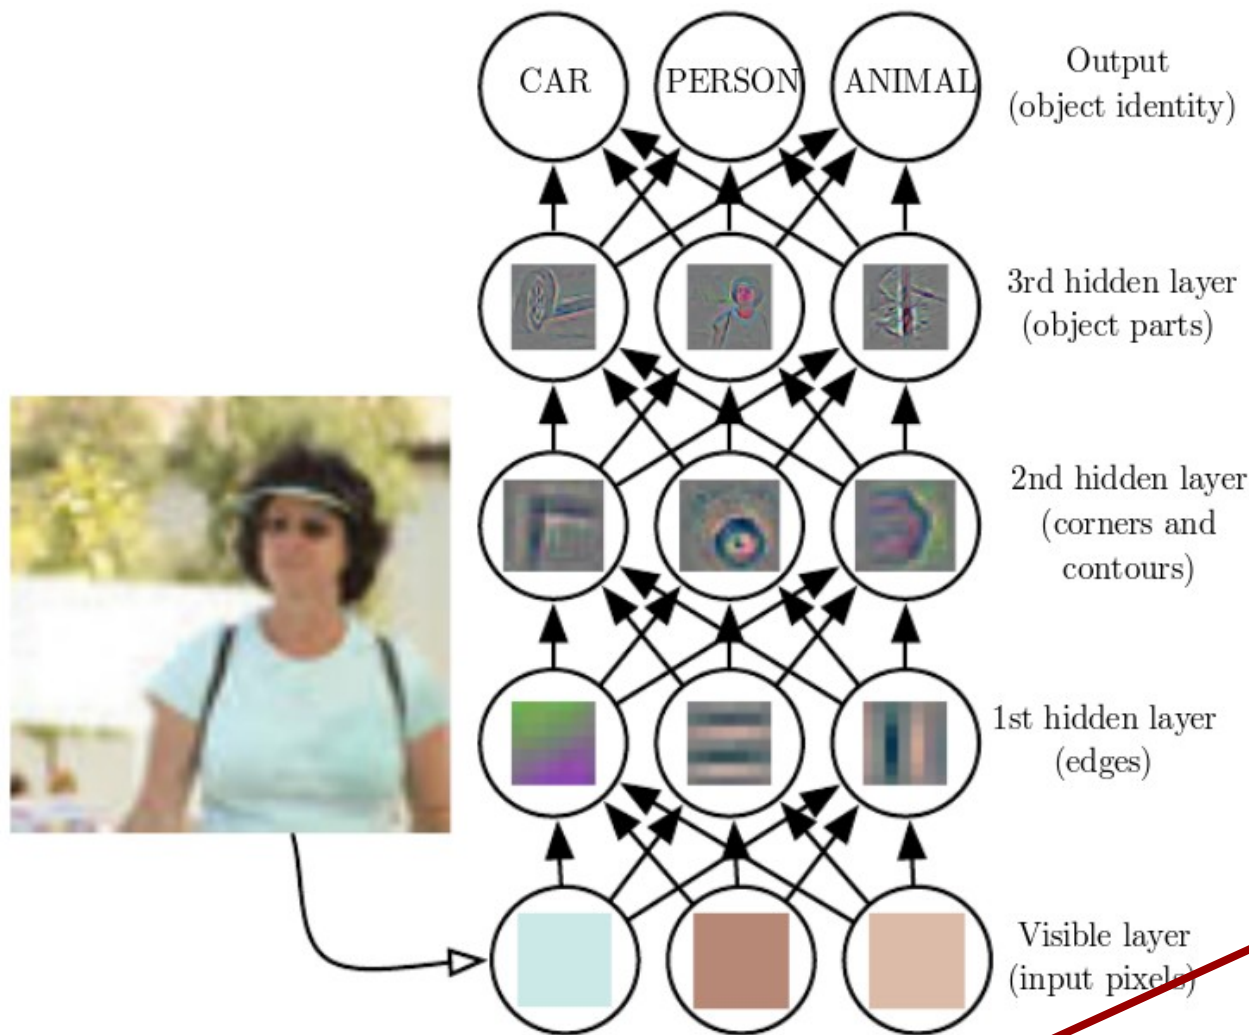 CAR PERSON ANIMAL
Output
(object identity)
3rd hidden layer
(object parts)
2nd hidden layer
(corners and
contours)
1st hidden layer
(edges)
Visible layer
(input pixels)